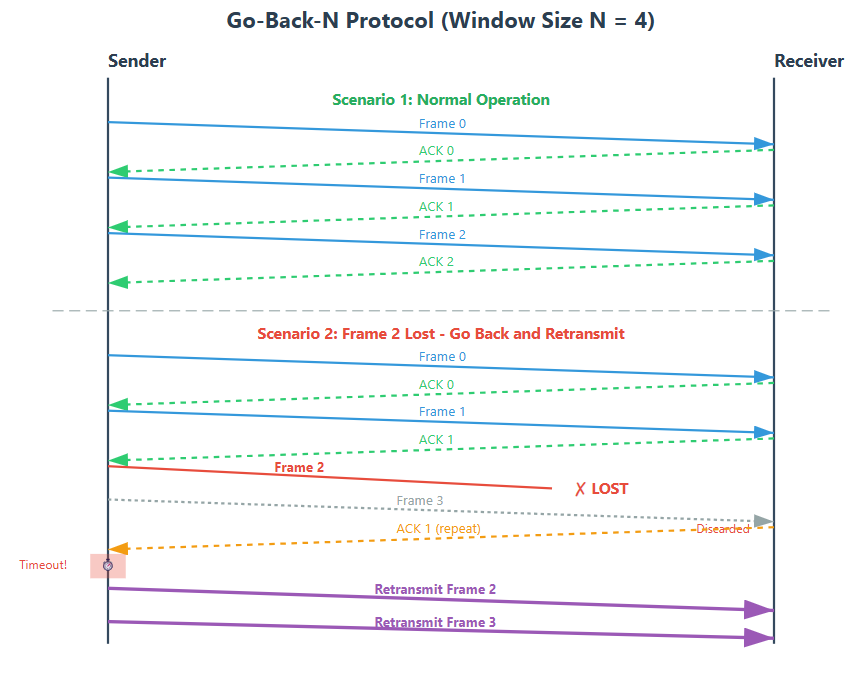 Go-Back-N Protocol (Window Size N = 4)
Sender
Receiver
Scenario 1: Normal Operation
Frame 0
ACK 0
Frame 1
ACK 1
Frame 2
ACK 2
Scenario 2: Frame 2 Lost - Go Back and Retransmit
Frame 0
ACK 0
Frame 1
ACK 1
Frame 2
✗ LOST
Frame 3
ACK 1 (repeat)
Discarded
Timeout!
Retransmit Frame 2
Retransmit Frame 3